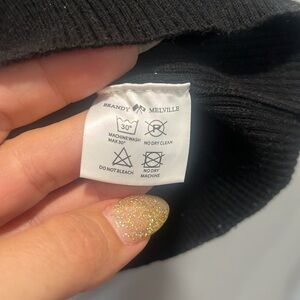 BRANDY MELVILLE
30°
P
MACHINE WASH
MAX 30°
NO DRY CLEAN
DO NOT BLEACH
NO DRY
MACHINE